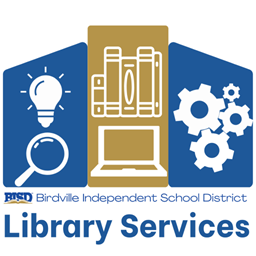 BISD Birdville Independent School District
Library Services